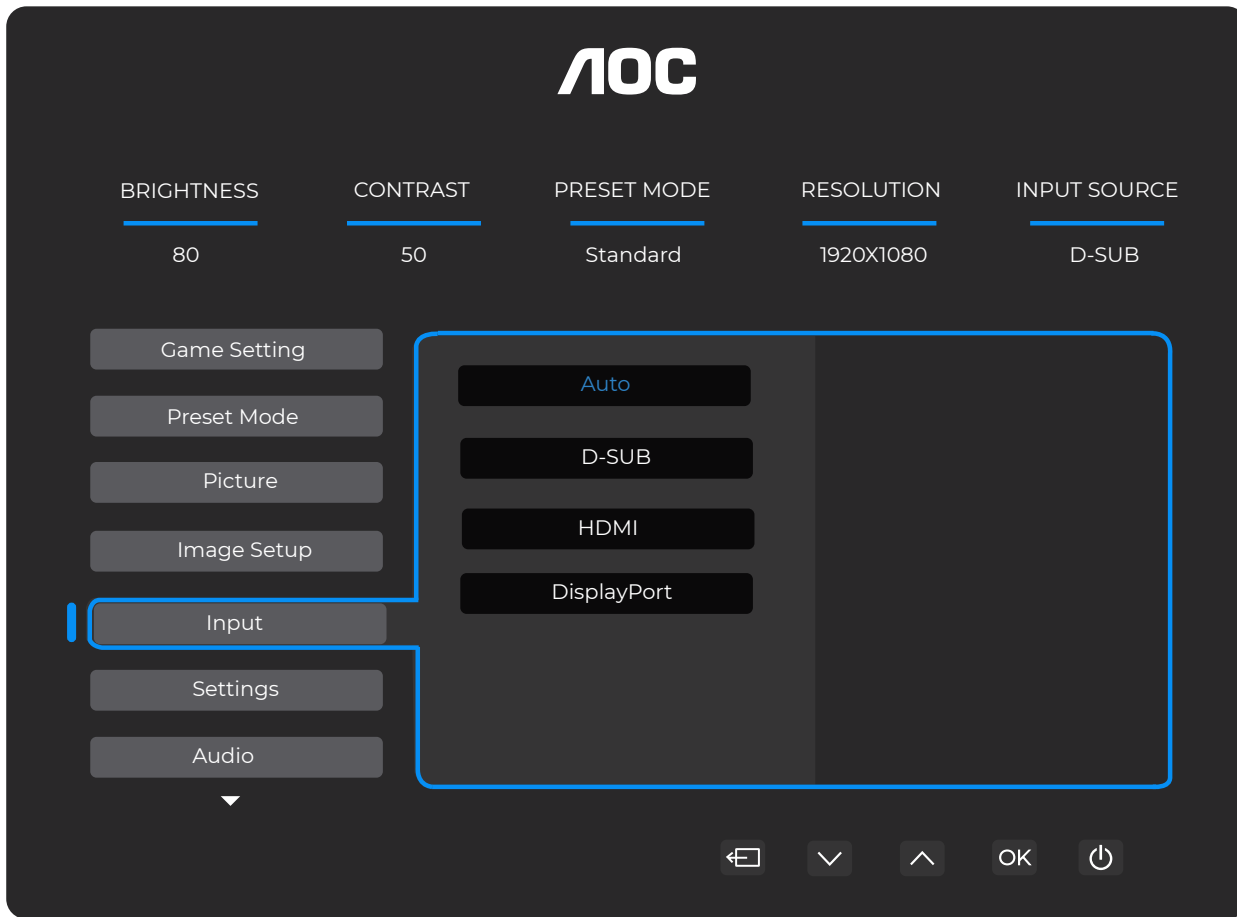 AOC
BRIGHTNESS CONTRAST PRESET MODE RESOLUTION INPUT SOURCE
80 50 Standard 1920X1080 D-SUB
Game Setting
Preset Mode
Picture
Image Setup
Input
Settings
Audio
Auto
D-SUB
HDMI
DisplayPort
OK